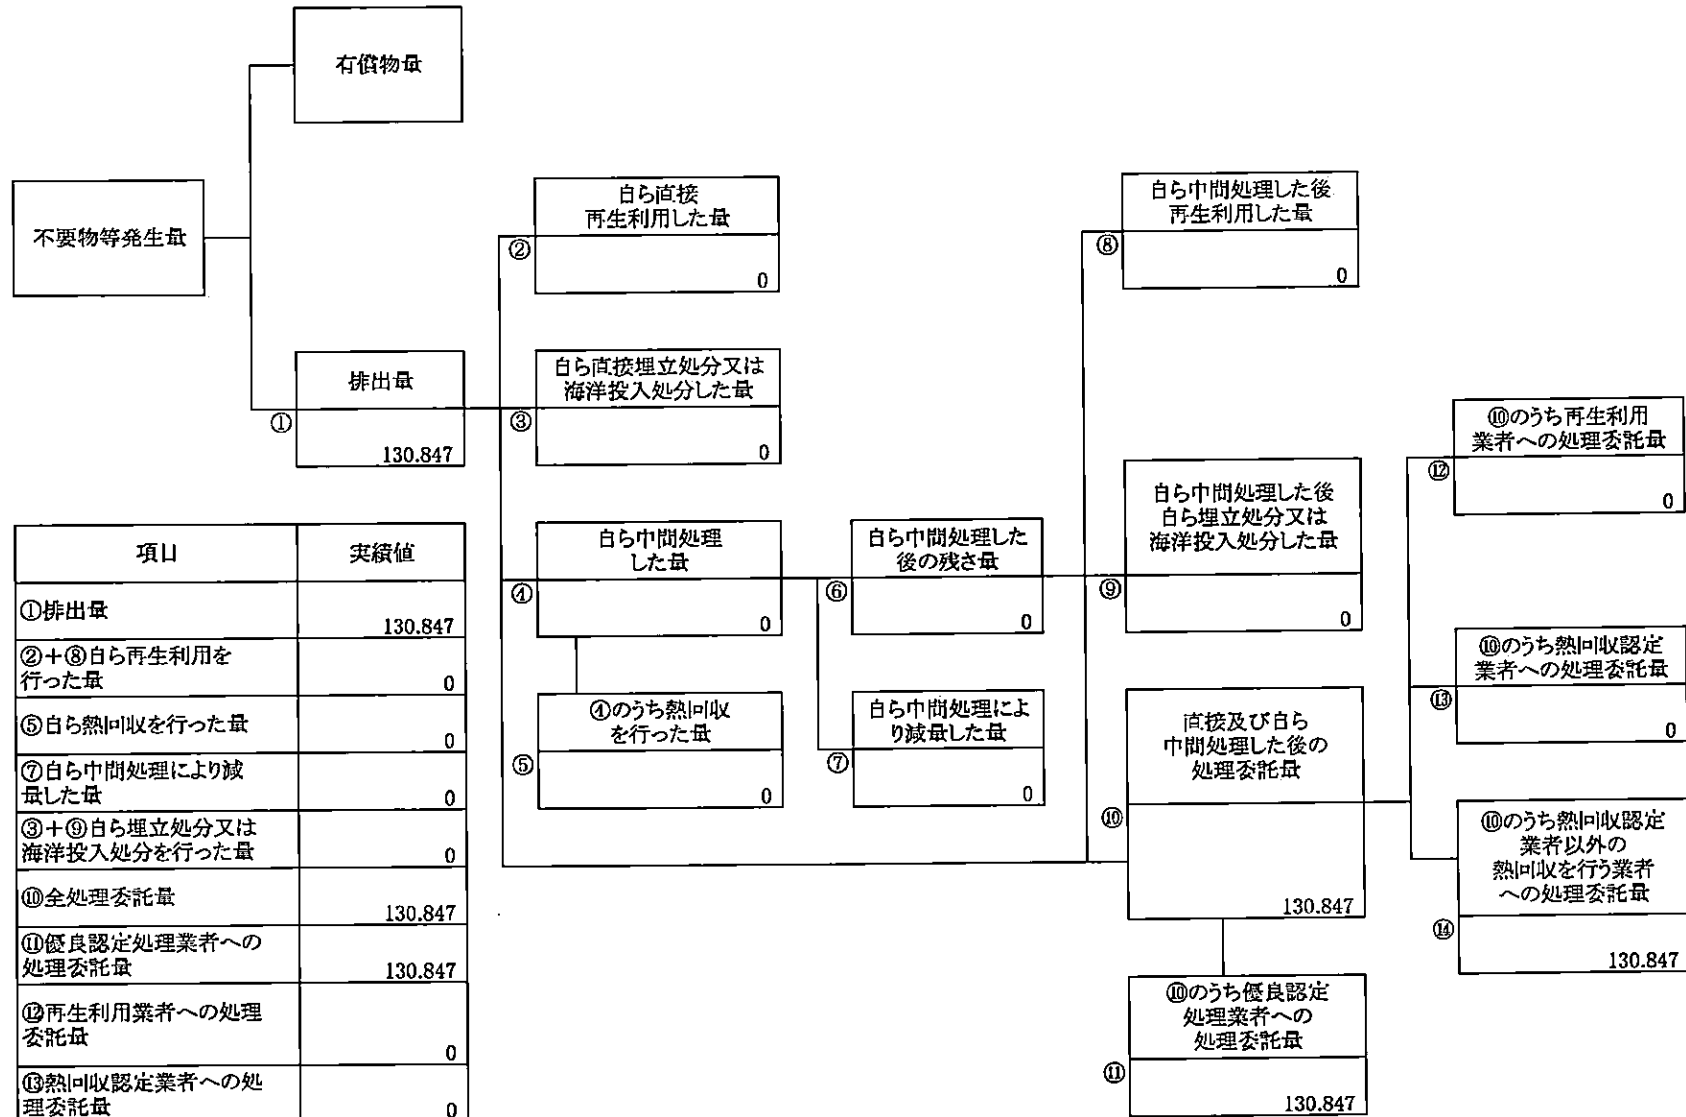 有償物量
不要物等発生量
排出量
①
130.847
自ら直接
再生利用した量
②
0
自ら直接埋立処分又は
海洋投入処分した量
③
0
自ら中間処理
した量
④
0
④のうち熱回収
を行った量
⑤
0
自ら中間処理した
後の残さ量
⑥
0
自ら中間処理によ
り減量した量
⑦
0
自ら中間処理した後
再生利用した量
⑧
0
自ら中間処理した後
自ら埋立処分又は
海洋投入処分した量
⑨
0
直接及び自ら
中間処理した後の
処理委託量
⑩
130.847
⑩のうち優良認定
処理業者への
処理委託量
⑪
130.847
⑩のうち再生利用
業者への処理委託量
⑫
0
⑩のうち熱回収認定
業者への処理委託量
⑬
0
⑩のうち熱回収認定
業者以外の
熱回収を行う業者
への処理委託量
⑭
130.847
項目 実績値
①排出量
130.847
②+⑧自ら再生利用を
行った量 0
⑤自ら熱回収を行った量
0
⑦自ら中間処理により減
量した量 0
③+⑨自ら埋立処分又は
海洋投入処分を行った量 0
⑩全処理委託量
130.847
⑪優良認定処理業者への
処理委託量 130.847
⑫再生利用業者への処理
委託量
0
⑬熱回収認定業者への処
理委託量 0